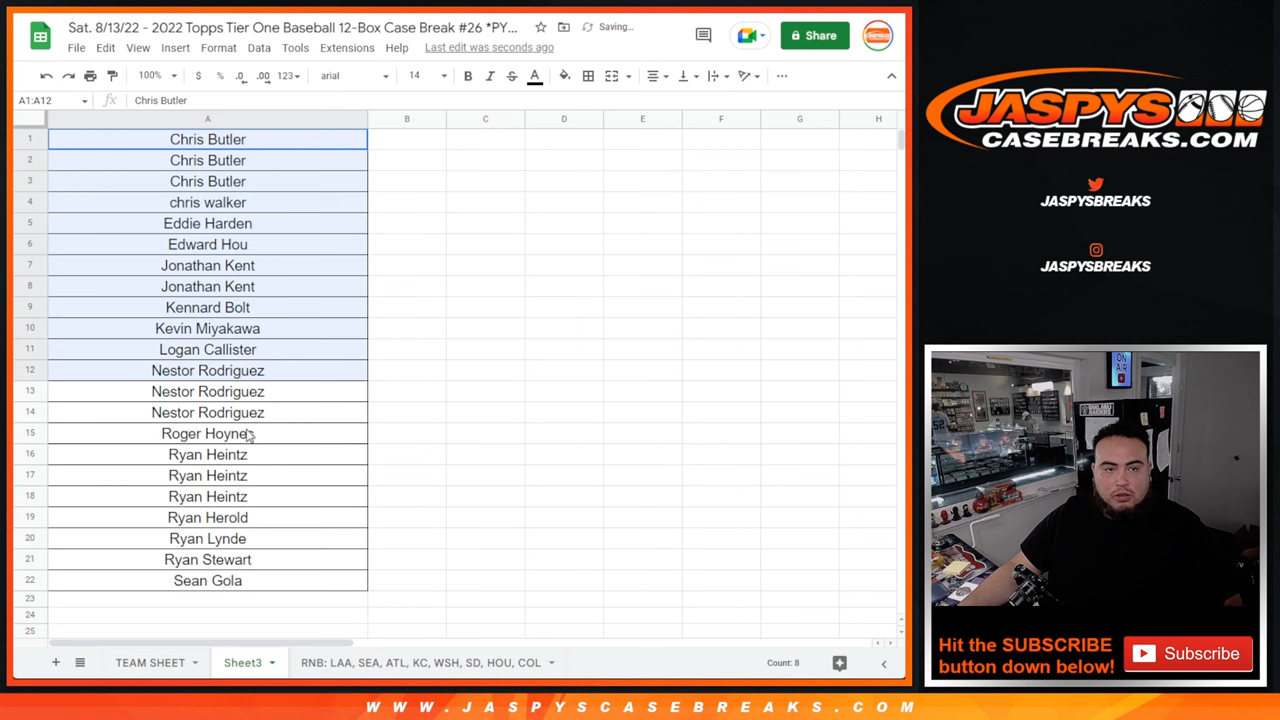 Sat. 8/13/22 - 2022 Topps Tier One Baseball 12-Box Case Break #26 *PY...
Saving...
File Edit View Insert Format Data Tools Extensions Help Last edit was seconds ago
Share
100% $ % .0 .00 123 arial 14 B I S A
A1:A12 fx Chris Butler
A B C D E F G H
1 Chris Butler
2 Chris Butler
3 Chris Butler
4 chris walker
5 Eddie Harden
6 Edward Hou
7 Jonathan Kent
8 Jonathan Kent
9 Kennard Bolt
10 Kevin Miyakawa
11 Logan Callister
12 Nestor Rodriguez
13 Nestor Rodriguez
14 Nestor Rodriguez
15 Roger Hoyne
16 Ryan Heintz
17 Ryan Heintz
18 Ryan Heintz
19 Ryan Herold
20 Ryan Lynde
21 Ryan Stewart
22 Sean Gola
23
24
25
TEAM SHEET Sheet3 RNB: LAA, SEA, ATL, KC, WSH, SD, HOU, COL Count: 8
JASPYS
CASEBREAKS.COM
JASPYSBREAKS
JASPYSBREAKS
ON AIR
OAKLAND RAIDERS
Hit the SUBSCRIBE
button down below!
Subscribe
WWW.JASPYSCASEBREAKS.COM